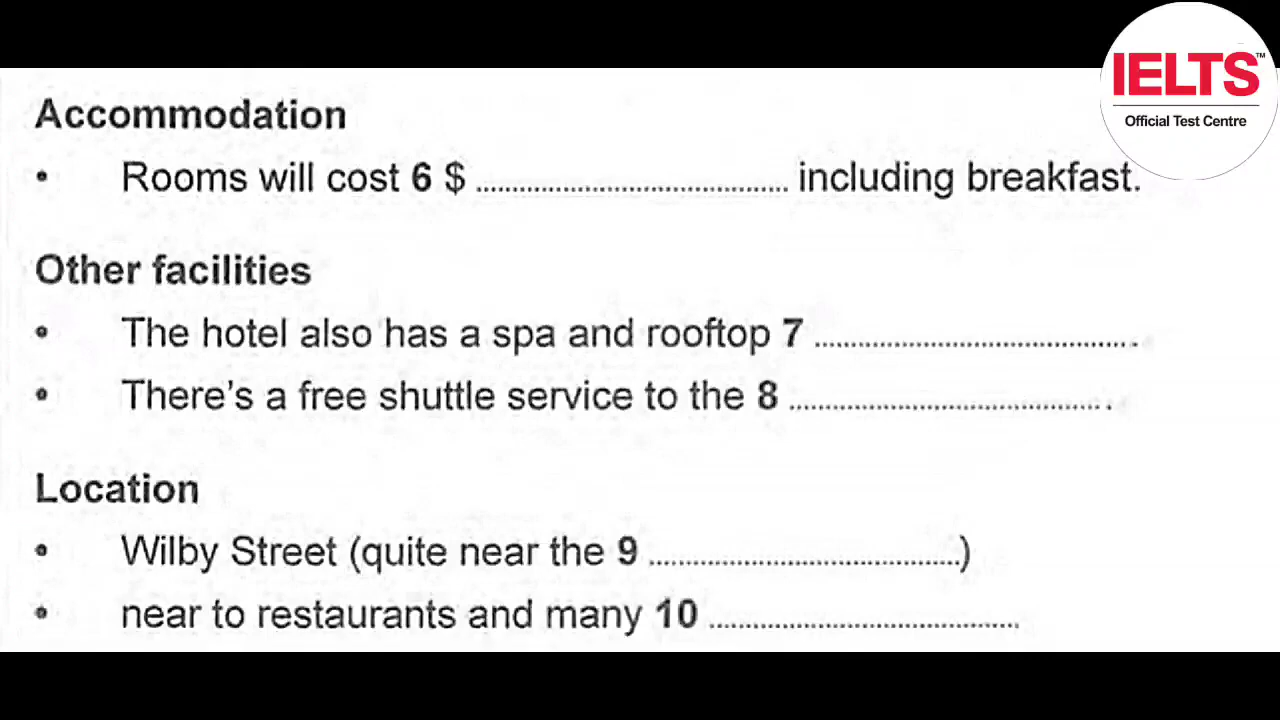 IELTS™
Official Test Centre
Accommodation
• Rooms will cost 6 $ ........................................ including breakfast.
Other facilities
• The hotel also has a spa and rooftop 7 ........................................
• There's a free shuttle service to the 8 ........................................
Location
• Wilby Street (quite near the 9 ........................................)
• near to restaurants and many 10 ........................................